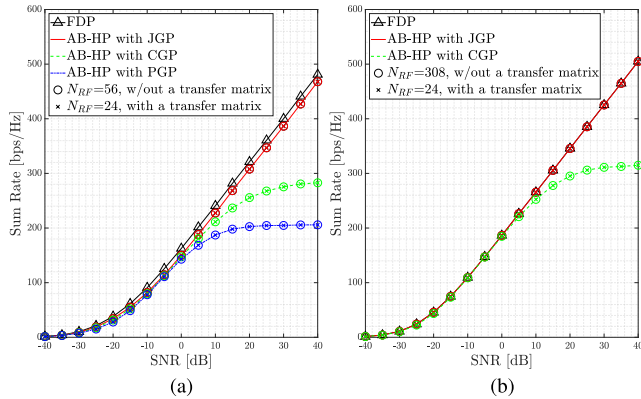 FDP
AB-HP with JGP
AB-HP with CGP
AB-HP with PGP
N_RF=56, w/out a transfer matrix
N_RF=24, with a transfer matrix
600
500
400
300
200
100
0
Sum Rate [bps/Hz]
-40 -30 -20 -10 0 10 20 30 40
SNR [dB]
(a)
FDP
AB-HP with JGP
AB-HP with CGP
N_RF=308, w/out a transfer matrix
N_RF=24, with a transfer matrix
600
500
400
300
200
100
0
Sum Rate [bps/Hz]
-40 -30 -20 -10 0 10 20 30 40
SNR [dB]
(b)